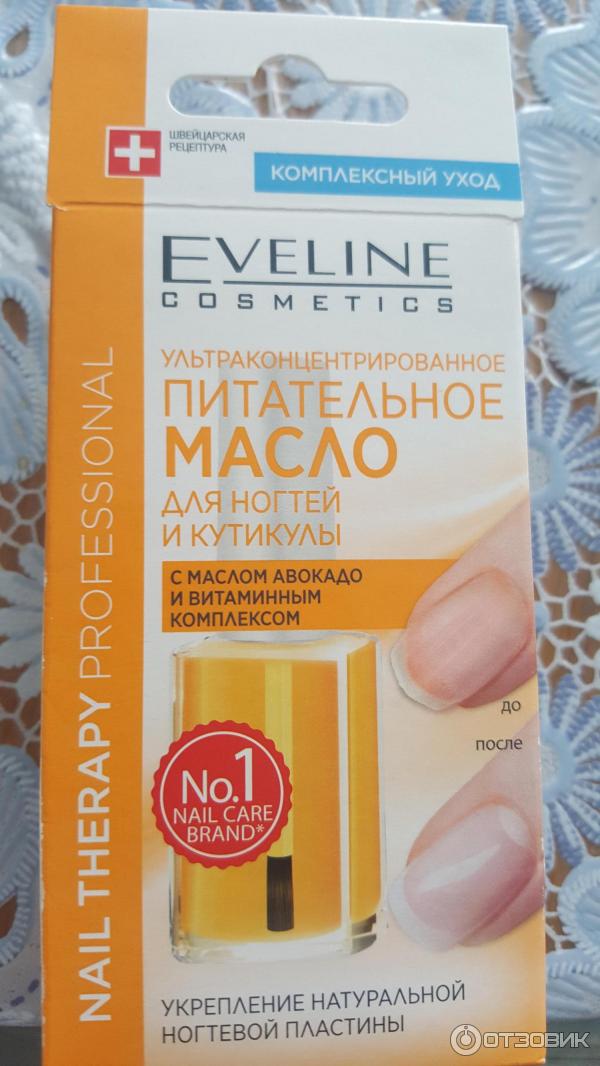 ШВЕЙЦАРСКАЯ
РЕЦЕПТУРА
КОМПЛЕКСНЫЙ УХОД
EVELINE
COSMETICS
УЛЬТРАКОНЦЕНТРИРОВАННОЕ
ПИТАТЕЛЬНОЕ
МАСЛО
ДЛЯ НОГТЕЙ
И КУТИКУЛЫ
С МАСЛОМ АВОКАДО
И ВИТАМИННЫМ
КОМПЛЕКСОМ
до
после
No.1
NAIL CARE
BRAND*
УКРЕПЛЕНИЕ НАТУРАЛЬНОЙ
НОГТЕВОЙ ПЛАСТИНЫ
NAIL THERAPY PROFESSIONAL
ОТЗОВИК